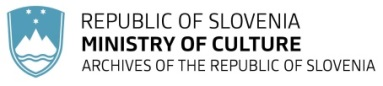 REPUBLIC OF SLOVENIA
MINISTRY OF CULTURE
ARCHIVES OF THE REPUBLIC OF SLOVENIA